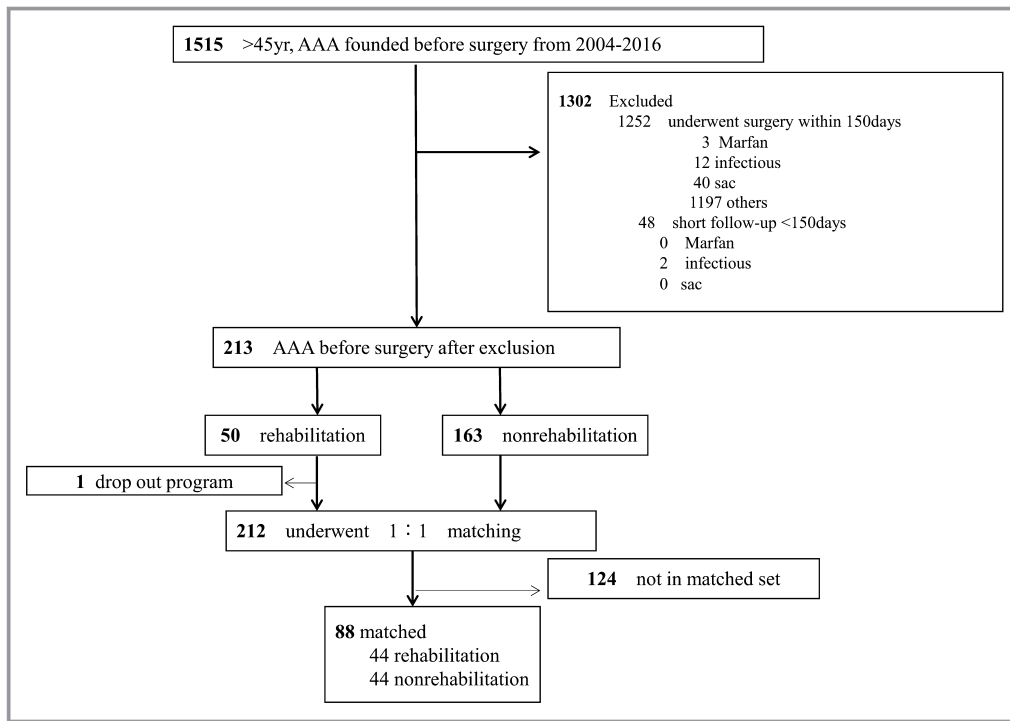 1515 >45yr, AAA founded before surgery from 2004-2016
1302 Excluded
1252 underwent surgery within 150days
3 Marfan
12 infectious
40 sac
1197 others
48 short follow-up <150days
0 Marfan
2 infectious
0 sac
213 AAA before surgery after exclusion
50 rehabilitation
163 nonrehabilitation
1 drop out program
212 underwent 1：1 matching
124 not in matched set
88 matched
44 rehabilitation
44 nonrehabilitation